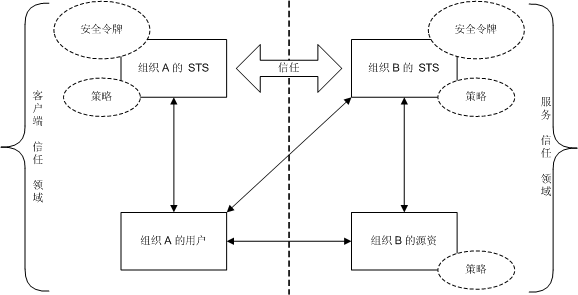 安全令牌
组织 A 的 STS
策略
信任
安全令牌
组织 B 的 STS
策略
客户端 信任 领域
服务 信任 领域
组织 A 的用户
组织 B 的源资
策略